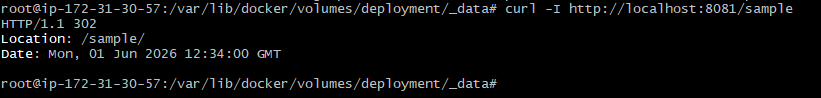 root@ip-172-31-30-57:/var/lib/docker/volumes/deployment/_data# curl -I http://localhost:8081/sample
HTTP/1.1 302
Location: /sample/
Date: Mon, 01 Jun 2026 12:34:00 GMT
root@ip-172-31-30-57:/var/lib/docker/volumes/deployment/_data#